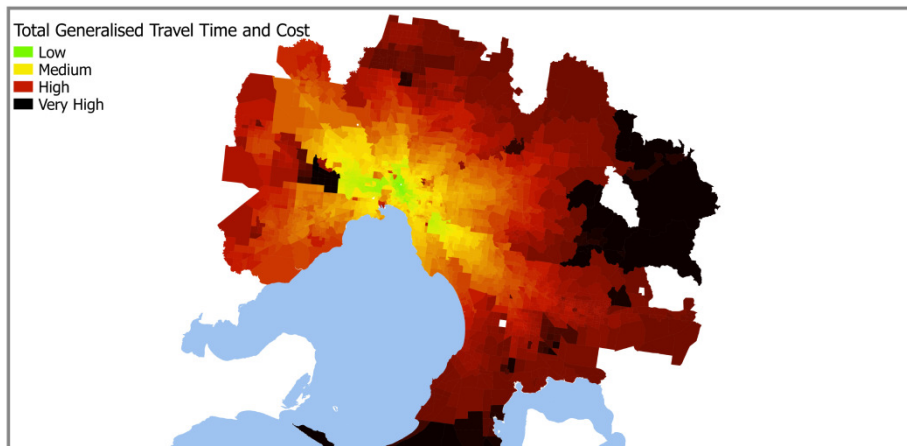 Total Generalised Travel Time and Cost
Low
Medium
High
Very High